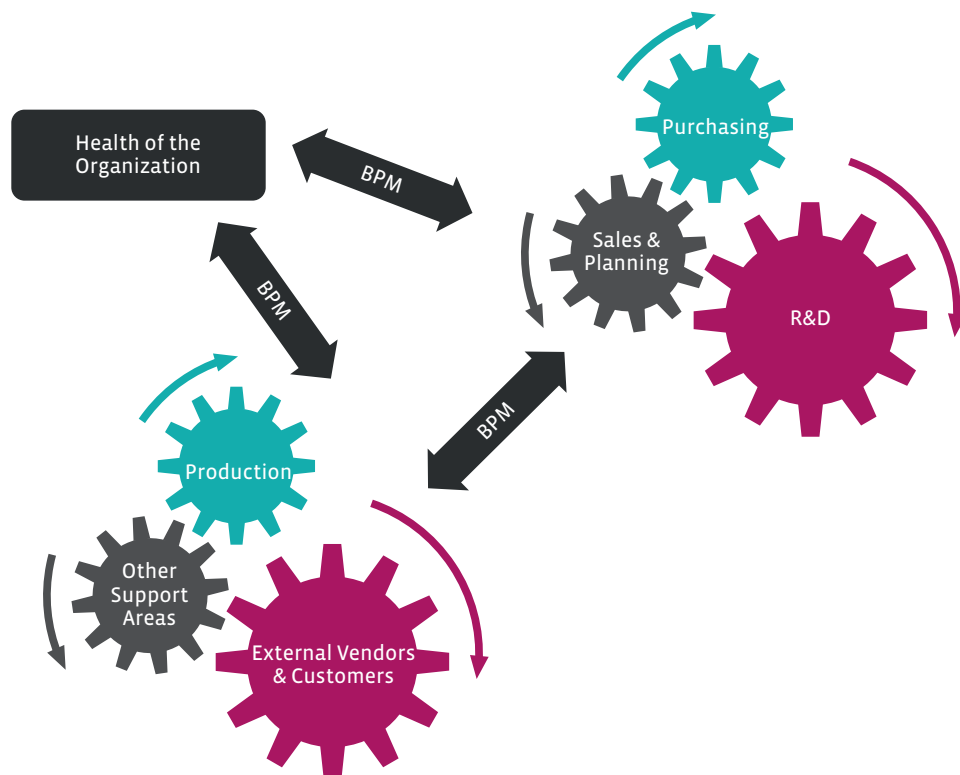 Purchasing
Health of the
Organization
BPM
Sales &
Planning
BPM
R&D
BPM
Production
Other
Support
Areas
External Vendors
& Customers